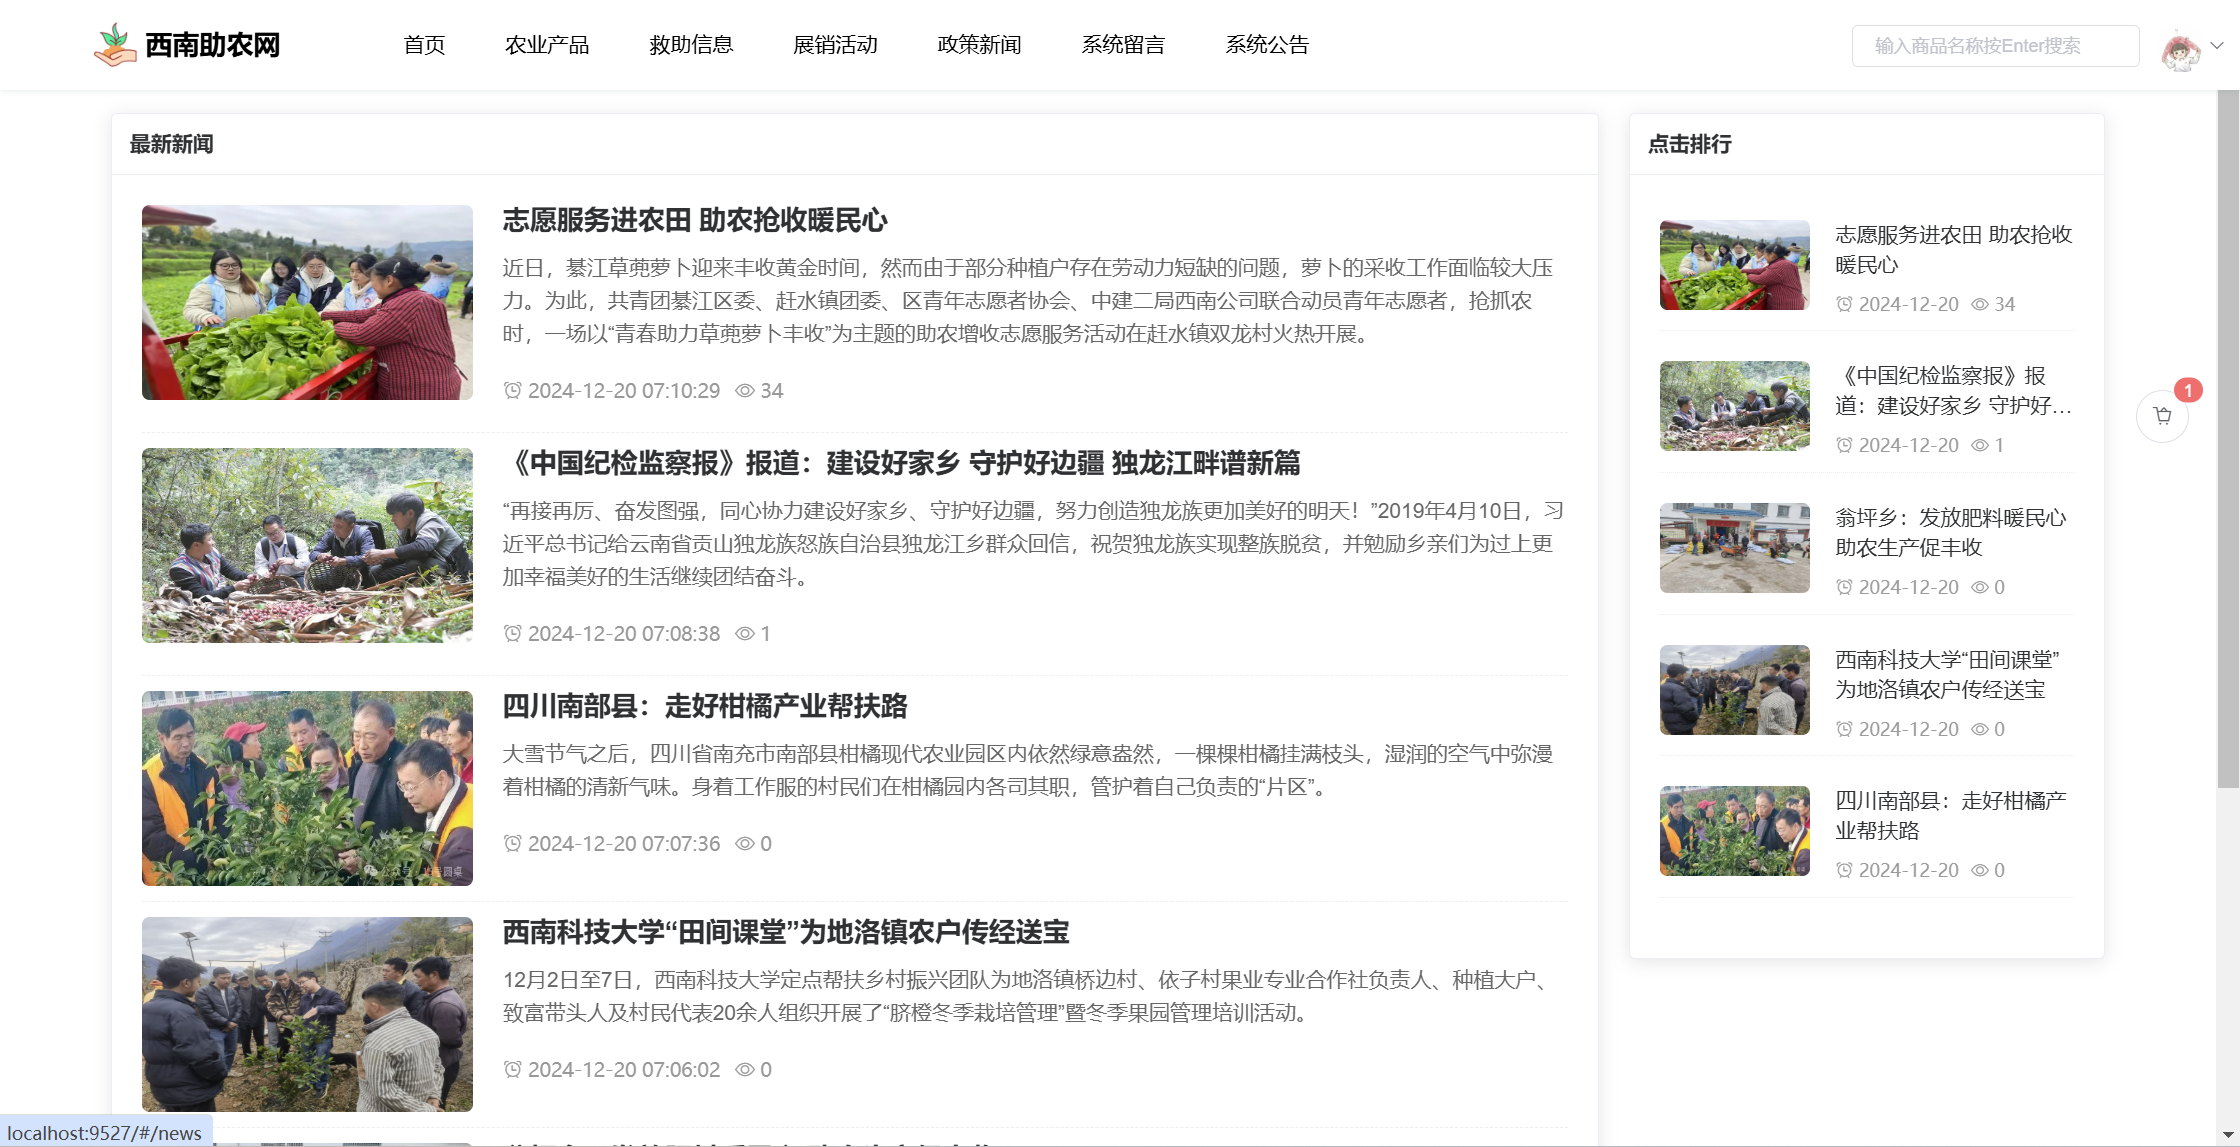 西南助农网
首页
农业产品
救助信息
展销活动
政策新闻
系统留言
系统公告
输入商品名称按Enter搜索
最新新闻
志愿服务进农田 助农抢收暖民心
近日，綦江草蔸萝卜迎来丰收黄金时间，然而由于部分种植户存在劳动力短缺的问题，萝卜的采收工作面临较大压
力。为此，共青团綦江区委、赶水镇团委、区青年志愿者协会、中建二局西南公司联合动员青年志愿者，抢抓农
时，一场以“青春助力草蔸萝卜丰收”为主题的助农增收志愿服务活动在赶水镇双龙村火热开展。
2024-12-20 07:10:29 34
《中国纪检监察报》报道：建设好家乡 守护好边疆 独龙江畔谱新篇
“再接再厉、奋发图强，同心协力建设好家乡、守护好边疆，努力创造独龙族更加美好的明天！”2019年4月10日，习
近平总书记给云南省贡山独龙族怒族自治县独龙江乡群众回信，祝贺独龙族实现整族脱贫，并勉励乡亲们为过上更
加幸福美好的生活继续团结奋斗。
2024-12-20 07:08:38 1
四川南部县：走好柑橘产业帮扶路
大雪节气之后，四川省南充市南部县柑橘现代农业园区内依然绿意盎然，一棵棵柑橘挂满枝头，湿润的空气中弥漫
着柑橘的清新气味。身着工作服的村民们在柑橘园内各司其职，管护着自己负责的“片区”。
2024-12-20 07:07:36 0
西南科技大学“田间课堂”为地洛镇农户传经送宝
12月2日至7日，西南科技大学定点帮扶乡村振兴团队为地洛镇桥边村、依子村果业专业合作社负责人、种植大户、
致富带头人及村民代表20余人组织开展了“脐橙冬季栽培管理”暨冬季果园管理培训活动。
2024-12-20 07:06:02 0
点击排行
志愿服务进农田 助农抢收
暖民心
2024-12-20 34
《中国纪检监察报》报
道：建设好家乡 守护好…
2024-12-20 1
翁坪乡：发放肥料暖民心
助农生产促丰收
2024-12-20 0
西南科技大学“田间课堂”
为地洛镇农户传经送宝
2024-12-20 0
四川南部县：走好柑橘产
业帮扶路
2024-12-20 0
1
localhost:9527/#/news